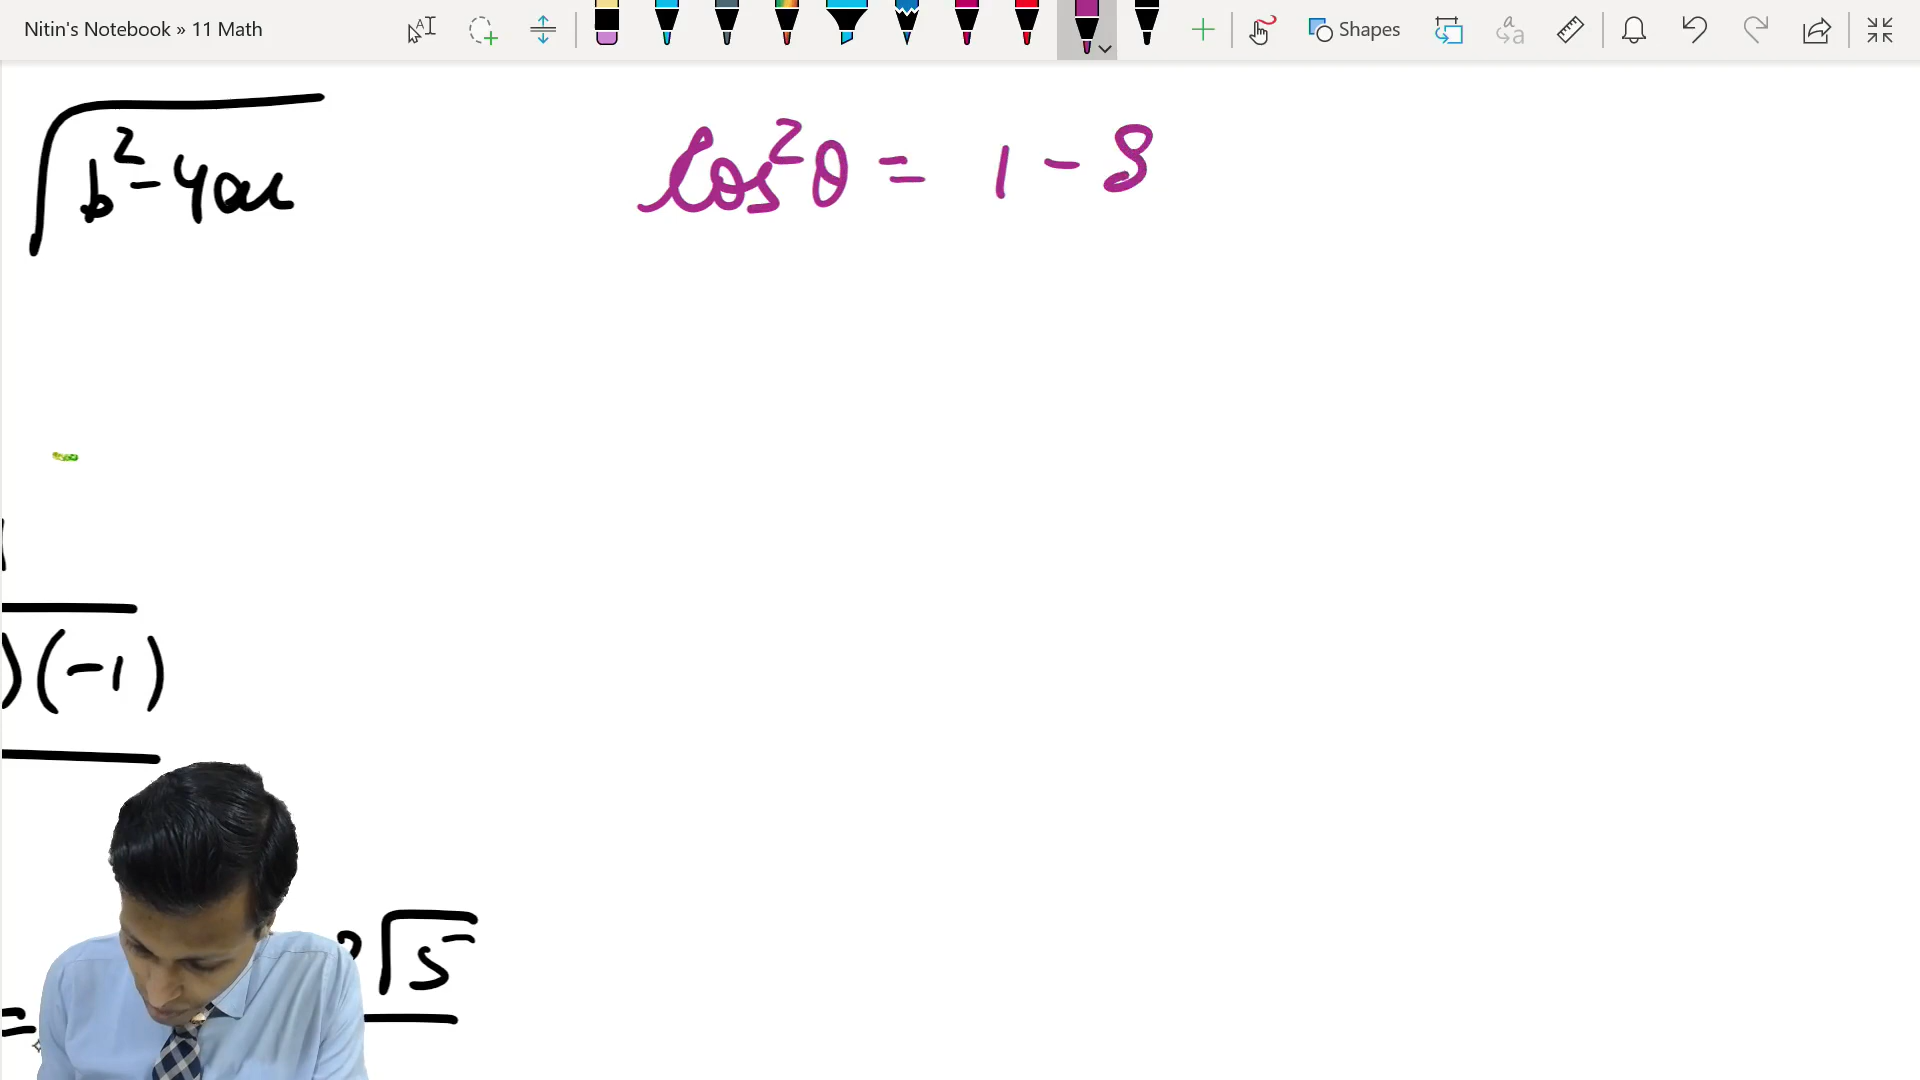 Nitin's Notebook » 11 Math
Shapes
√b²-4ac
cos²θ = 1 - 8
)(-1)
√5
=